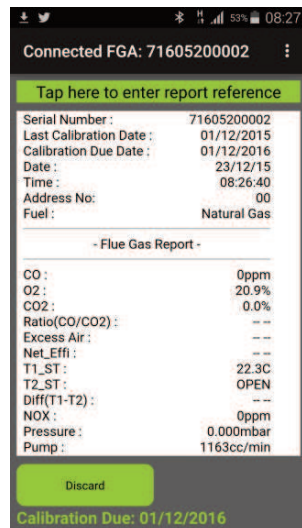 53% 08:27
Connected FGA: 71605200002
Tap here to enter report reference
Serial Number : 71605200002
Last Calibration Date : 01/12/2015
Calibration Due Date : 01/12/2016
Date : 23/12/15
Time : 08:26:40
Address No: 00
Fuel : Natural Gas
- Flue Gas Report -
CO : 0ppm
O2 : 20.9%
CO2 : 0.0%
Ratio(CO/CO2) : -- --
Excess Air : -- --
Net_Effi : -- --
T1_ST : 22.3C
T2_ST : OPEN
Diff(T1-T2) : -- --
NOX : 0ppm
Pressure : 0.000mbar
Pump : 1163cc/min
Discard
Calibration Due: 01/12/2016